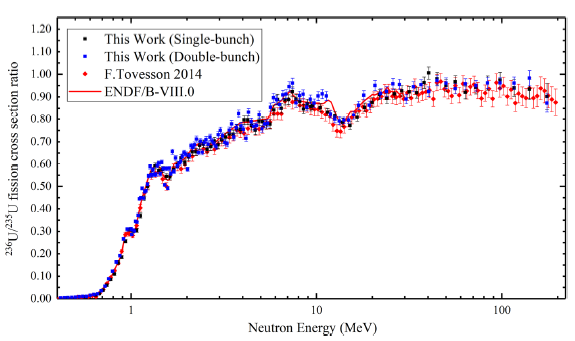 1.20
1.10
1.00
0.90
0.80
0.70
0.60
0.50
0.40
0.30
0.20
0.10
0.00
²³⁶U/²³⁵U fission cross section ratio
This Work (Single-bunch)
This Work (Double-bunch)
F.Tovesson 2014
ENDF/B-VIII.0
1 10 100
Neutron Energy (MeV)